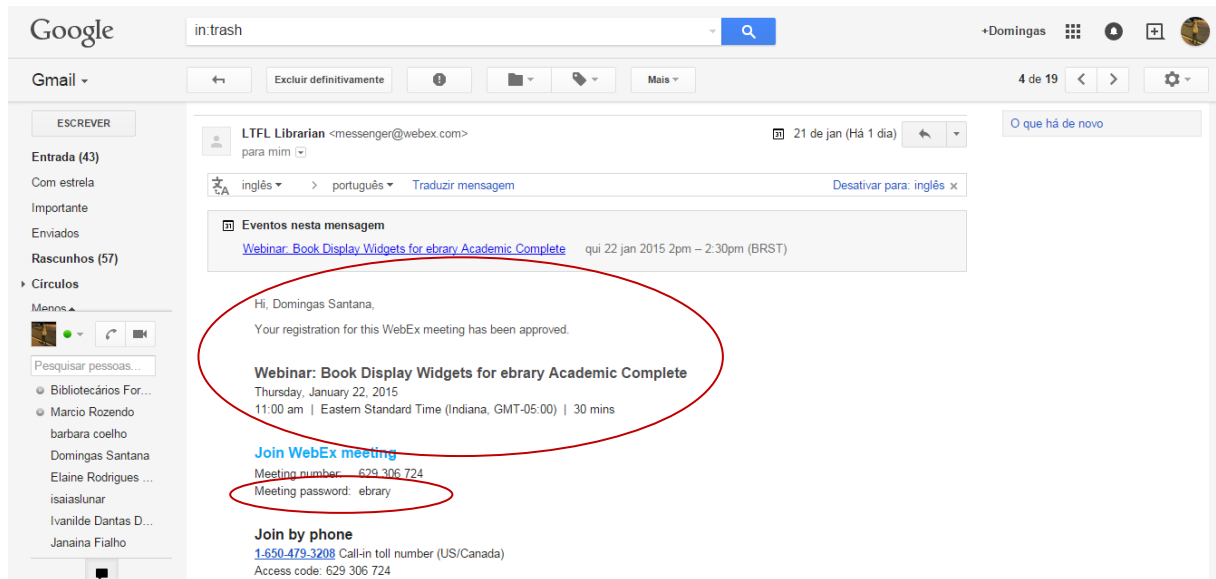 Google
in:trash
+Domingas
Gmail
Excluir definitivamente
Mais
4 de 19
ESCREVER
Entrada (43)
Com estrela
Importante
Enviados
Rascunhos (57)
Círculos
Menos
Pesquisar pessoas...
Bibliotecários For...
Marcio Rozendo
barbara coelho
Domingas Santana
Elaine Rodrigues ...
isaiaslunar
Ivanilde Dantas D...
Janaina Fialho
LTFL Librarian <messenger@webex.com>
31 21 de jan (Há 1 dia)
para mim
inglês > português Traduzir mensagem
Desativar para: inglês x
31 Eventos nesta mensagem
Webinar: Book Display Widgets for ebrary Academic Complete qui 22 jan 2015 2pm – 2:30pm (BRST)
Hi, Domingas Santana,
Your registration for this WebEx meeting has been approved.
Webinar: Book Display Widgets for ebrary Academic Complete
Thursday, January 22, 2015
11:00 am | Eastern Standard Time (Indiana, GMT-05:00) | 30 mins
Join WebEx meeting
Meeting number: 629 306 724
Meeting password: ebrary
Join by phone
1-650-479-3208 Call-in toll number (US/Canada)
Access code: 629 306 724
O que há de novo